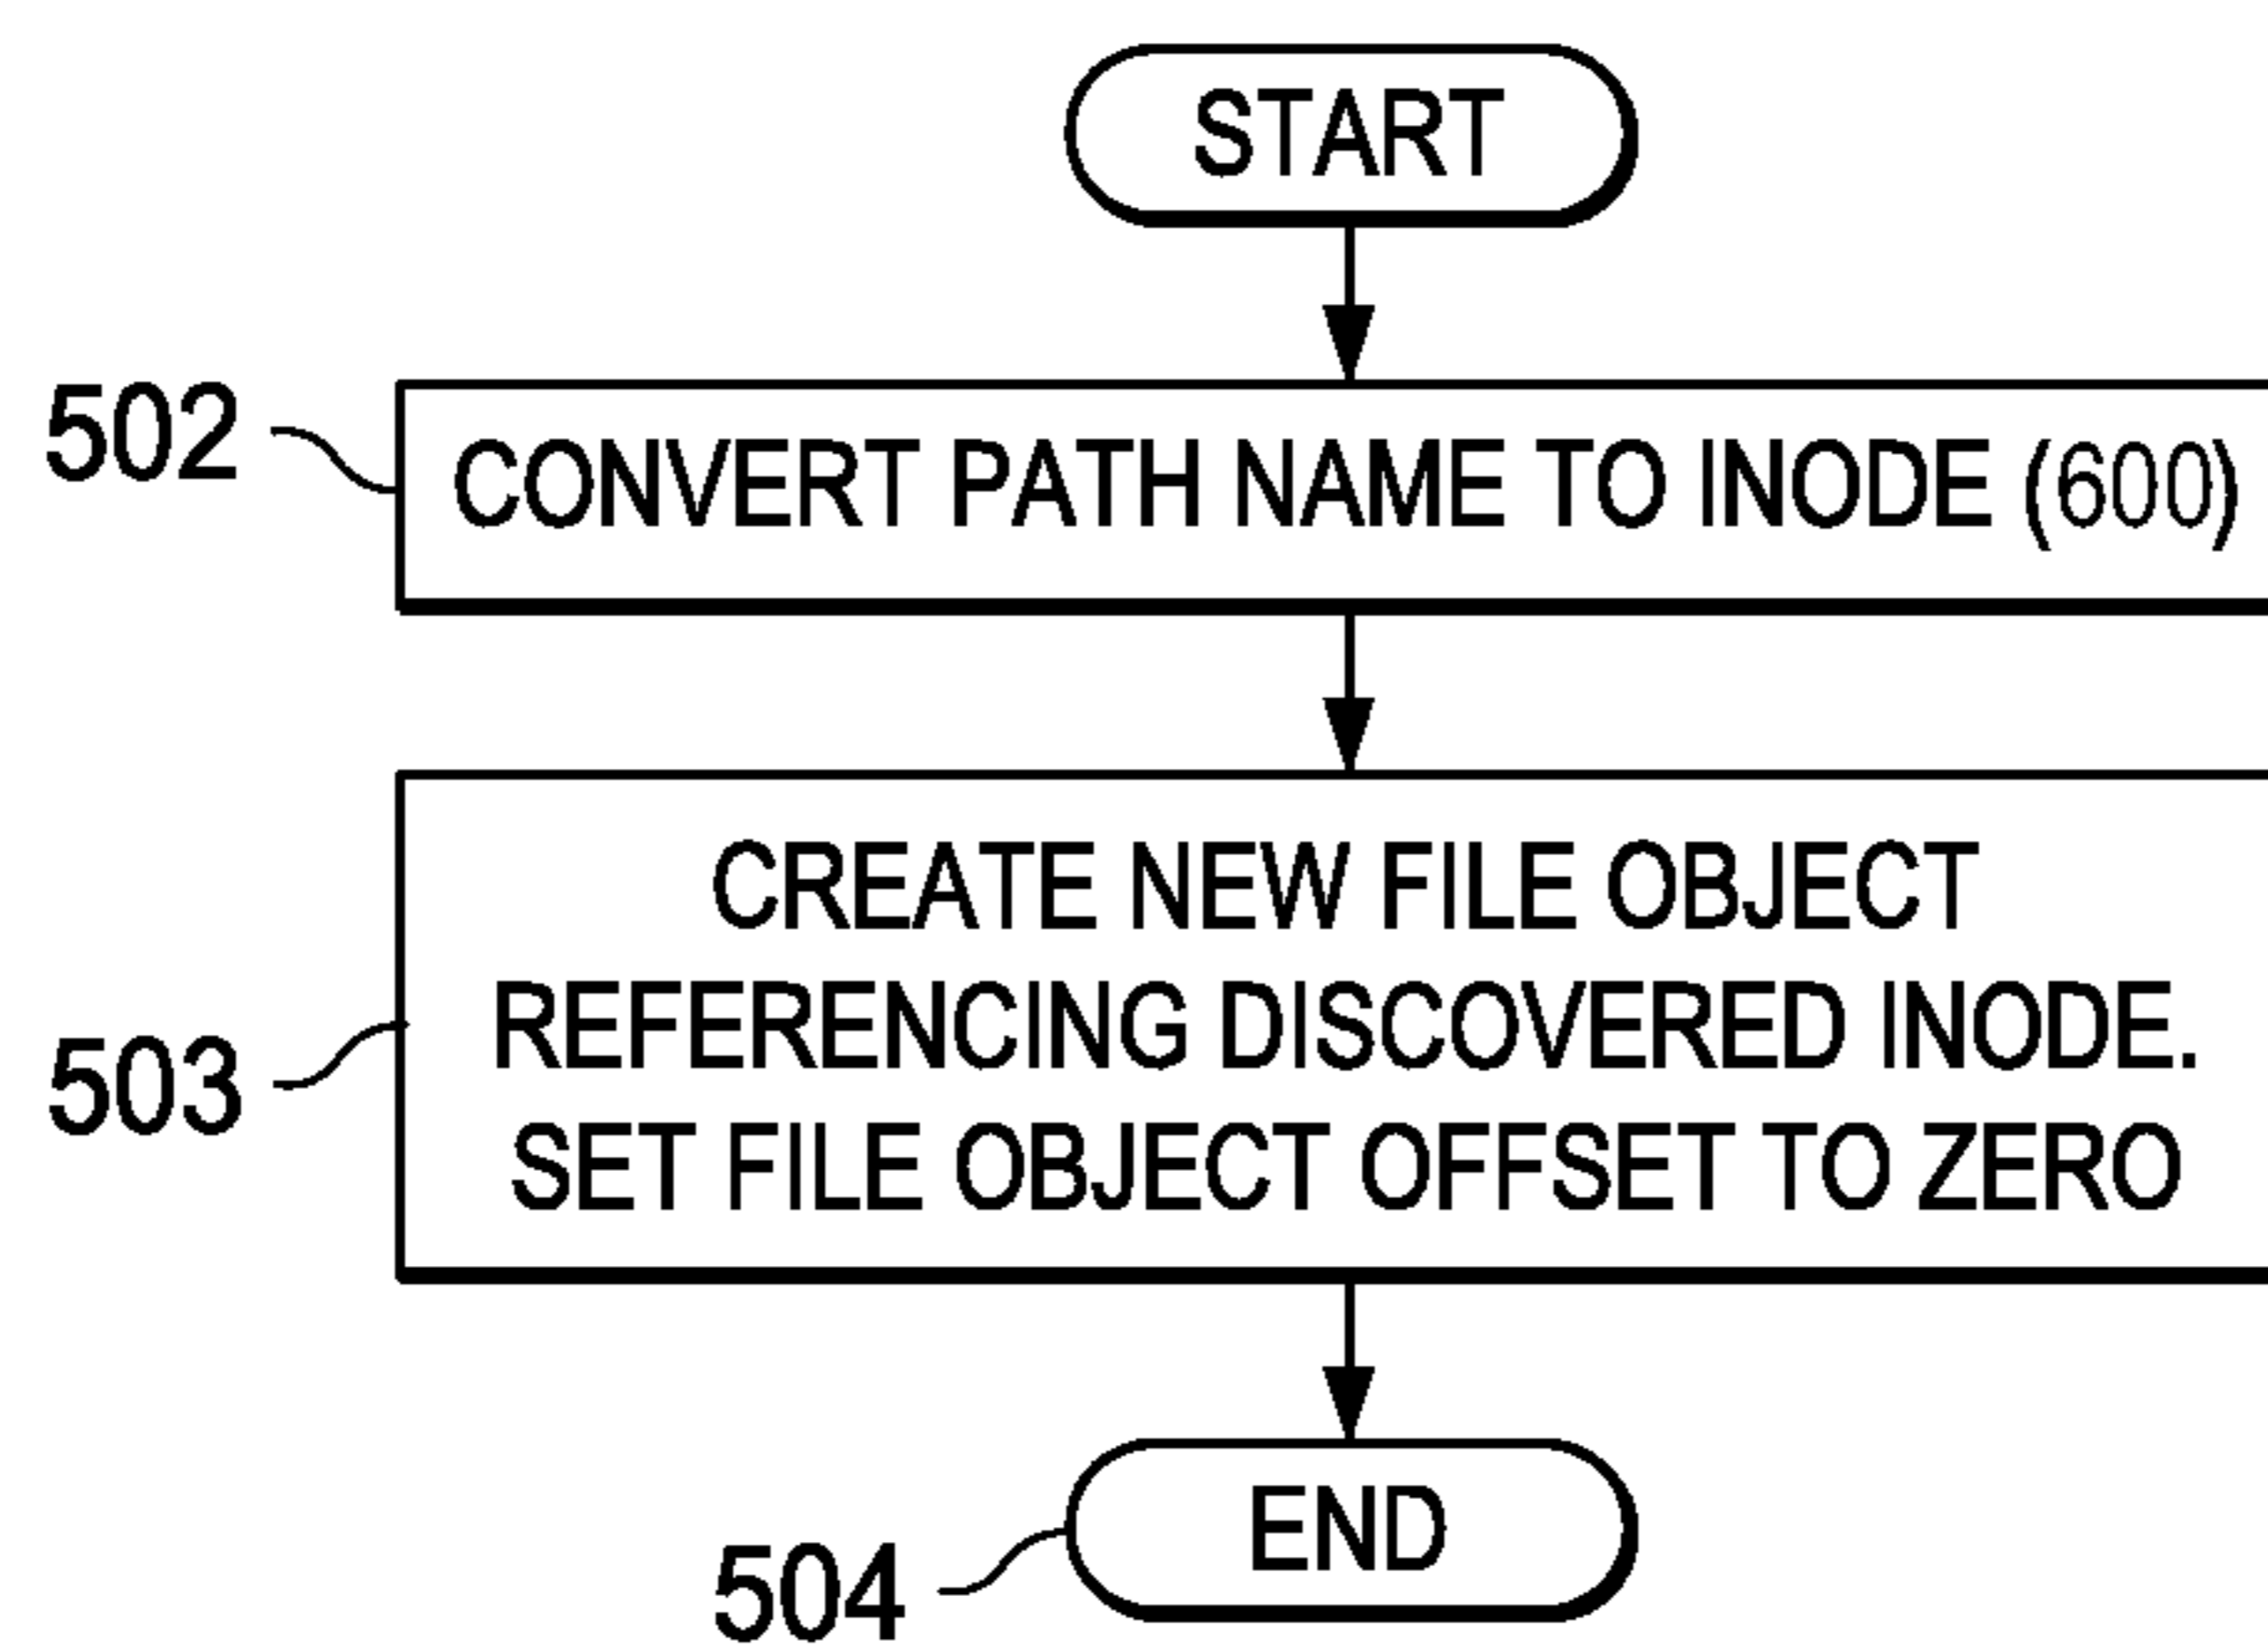 START
502
CONVERT PATH NAME TO INODE (600)
CREATE NEW FILE OBJECT
REFERENCING DISCOVERED INODE.
503
SET FILE OBJECT OFFSET TO ZERO
END
504